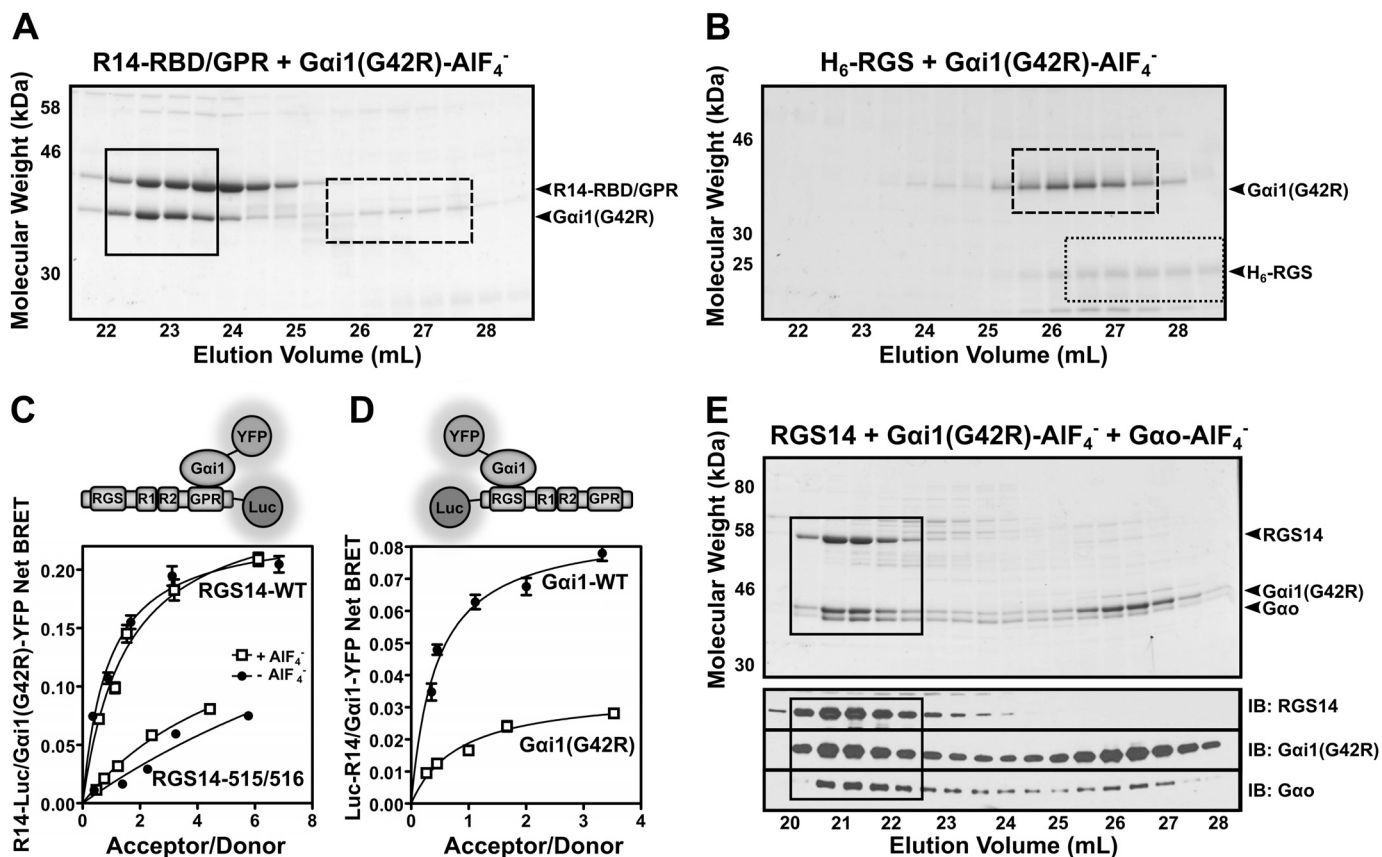 A
R14-RBD/GPR + Gαi1(G42R)-AlF₄⁻
Molecular Weight (kDa)
58
46
30
R14-RBD/GPR
Gαi1(G42R)
22 23 24 25 26 27 28
Elution Volume (mL)
B
H₆-RGS + Gαi1(G42R)-AlF₄⁻
Molecular Weight (kDa)
46
30
25
Gαi1(G42R)
H₆-RGS
22 23 24 25 26 27 28
Elution Volume (mL)
C
YFP
Gαi1
RGS R1 R2 GPR
Luc
R14-Luc/Gαi1(G42R)-YFP Net BRET
0.20
0.15
0.10
0.05
0.00
RGS14-WT
+ AlF₄⁻
- AlF₄⁻
RGS14-515/516
0 2 4 6 8
Acceptor/Donor
D
YFP
Gαi1
RGS R1 R2 GPR
Luc
Luc-R14/Gαi1-YFP Net BRET
0.08
0.07
0.06
0.05
0.04
0.03
0.02
0.01
0.00
Gαi1-WT
Gαi1(G42R)
0 1 2 3 4
Acceptor/Donor
E
RGS14 + Gαi1(G42R)-AlF₄⁻ + Gαo-AlF₄⁻
Molecular Weight (kDa)
80
58
46
30
RGS14
Gαi1(G42R)
Gαo
IB: RGS14
IB: Gαi1(G42R)
IB: Gαo
20 21 22 23 24 25 26 27 28
Elution Volume (mL)